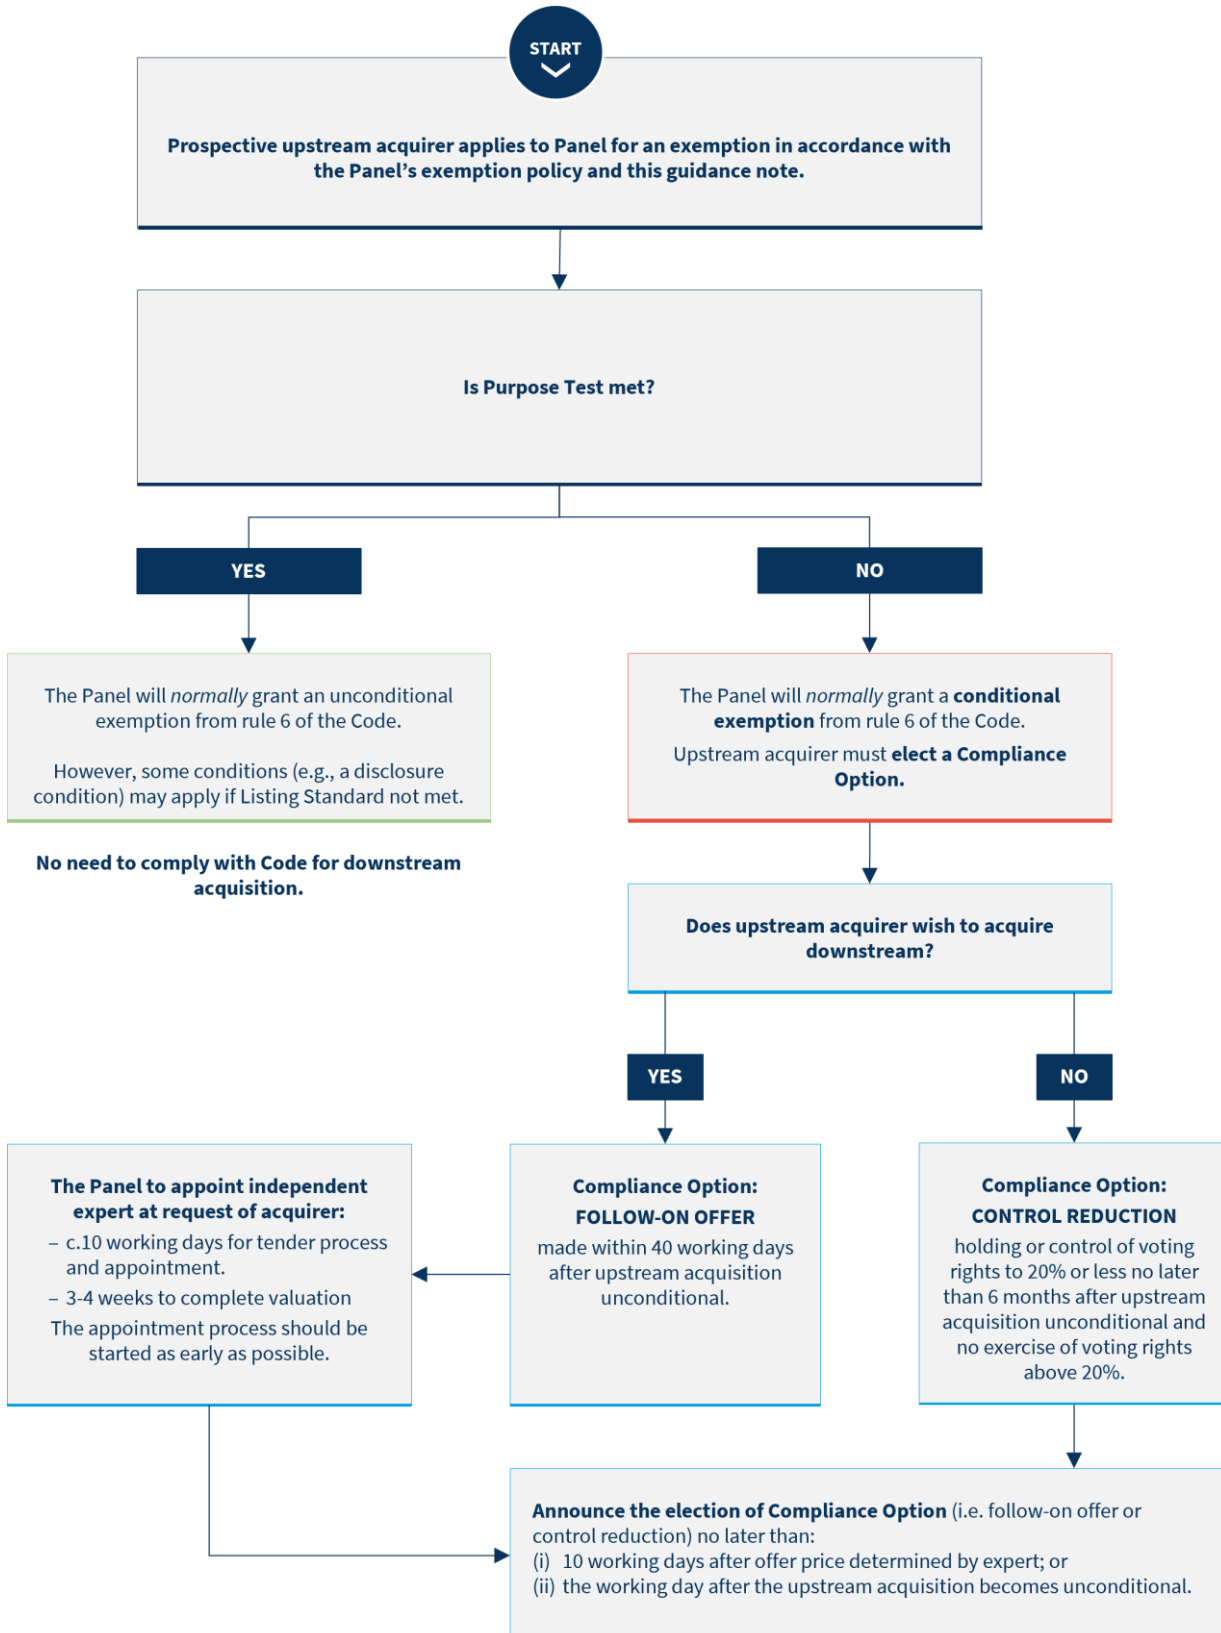 START
Prospective upstream acquirer applies to Panel for an exemption in accordance with
the Panel’s exemption policy and this guidance note.
Is Purpose Test met?
YES
NO
The Panel will normally grant an unconditional
exemption from rule 6 of the Code.
However, some conditions (e.g., a disclosure
condition) may apply if Listing Standard not met.
No need to comply with Code for downstream
acquisition.
The Panel will normally grant a conditional
exemption from rule 6 of the Code.
Upstream acquirer must elect a Compliance
Option.
Does upstream acquirer wish to acquire
downstream?
YES
NO
The Panel to appoint independent
expert at request of acquirer:
– c.10 working days for tender process
and appointment.
– 3-4 weeks to complete valuation
The appointment process should be
started as early as possible.
Compliance Option:
FOLLOW-ON OFFER
made within 40 working days
after upstream acquisition
unconditional.
Compliance Option:
CONTROL REDUCTION
holding or control of voting
rights to 20% or less no later
than 6 months after upstream
acquisition unconditional and
no exercise of voting rights
above 20%.
Announce the election of Compliance Option (i.e. follow-on offer or
control reduction) no later than:
(i) 10 working days after offer price determined by expert; or
(ii) the working day after the upstream acquisition becomes unconditional.